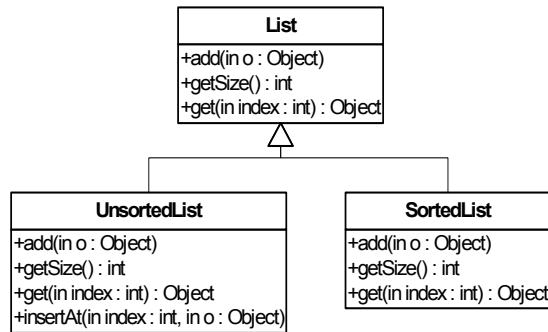 List
+add(in o : Object)
+getSize() : int
+get(in index : int) : Object
UnsortedList
+add(in o : Object)
+getSize() : int
+get(in index : int) : Object
+insertAt(in index : int, in o : Object)
SortedList
+add(in o : Object)
+getSize() : int
+get(in index : int) : Object